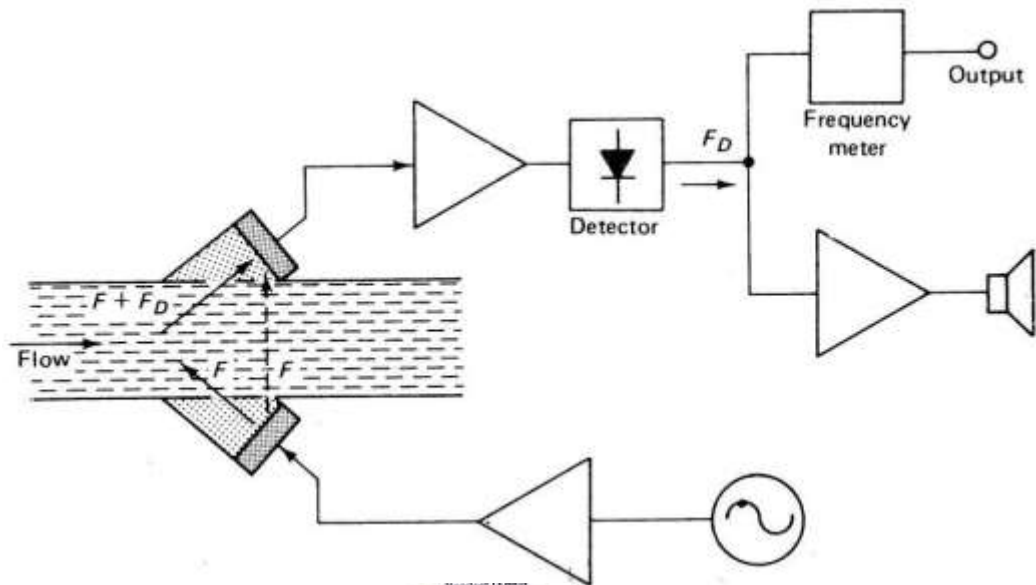 Output
Frequency
meter
F_D
Detector
F + F_D
Flow
F
F